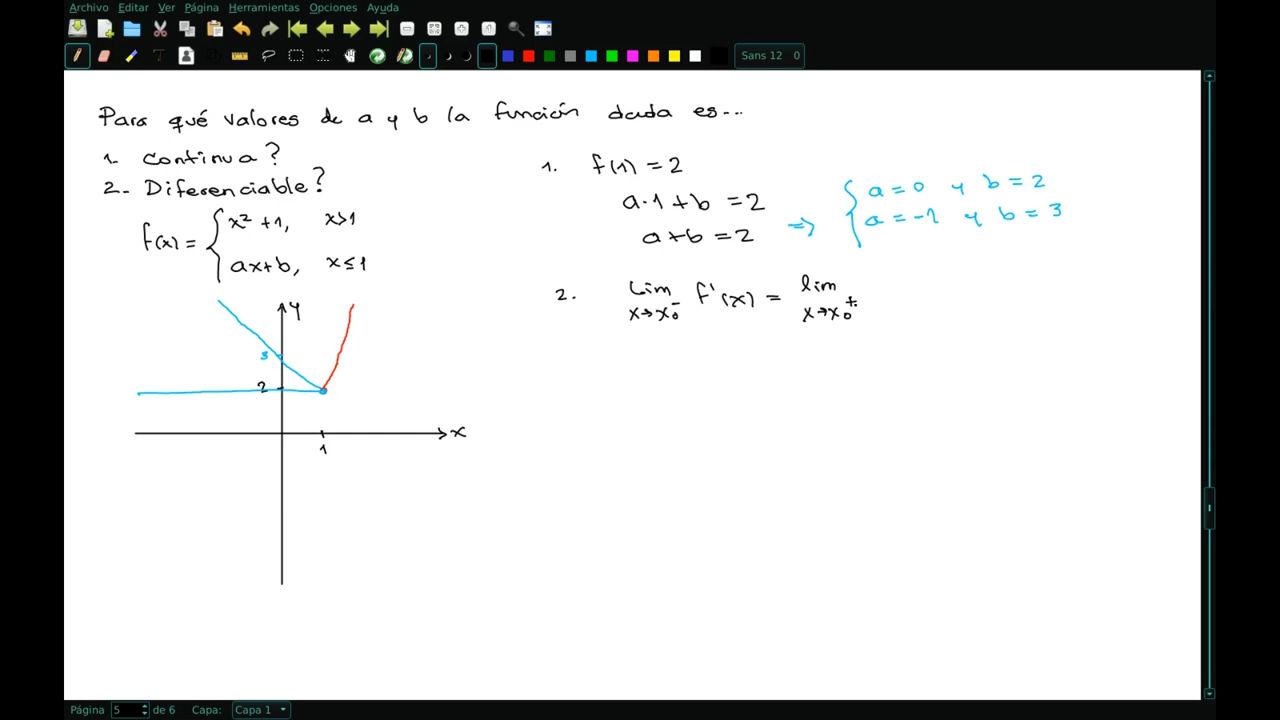 Archivo Editar Ver Página Herramientas Opciones Ayuda
Sans 12 0
Para qué valores de a y b la función dada es...
1. Continua?
2.- Diferenciable?
f(x) = { x² + 1, x>1
ax+b, x≤1
y
3
2
x
1
1. f(1) = 2
a·1 + b = 2
a+b = 2 => { a = 0 y b = 2
a = -1 y b = 3
2. Lim x→x₀⁻ f'(x) = lim x→x₀⁺
Página 5 de 6 Capa: Capa 1